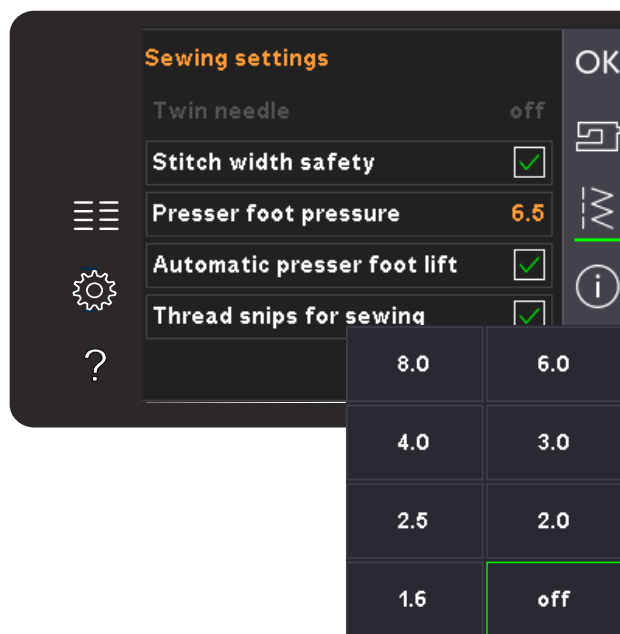 Sewing settings
OK
Twin needle off
Stitch width safety
Presser foot pressure 6.5
Automatic presser foot lift
i
Thread snips for sewing
?
8.0 6.0
4.0 3.0
2.5 2.0
1.6 off